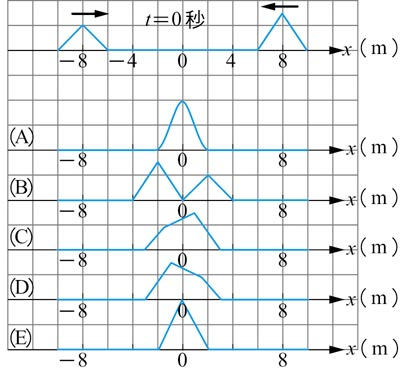 t=0 秒
−8 −4 0 4 8 x(m)
(A)
−8 0 8 x(m)
(B)
−8 0 8 x(m)
(C)
−8 0 8 x(m)
(D)
−8 0 8 x(m)
(E)
−8 0 8 x(m)